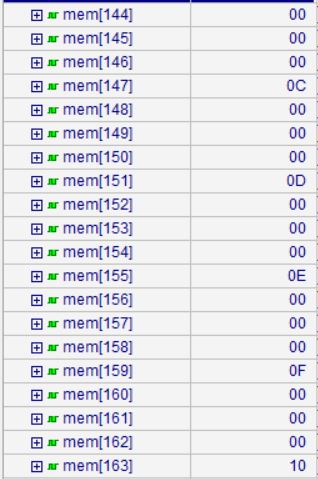 mem[144] 00
mem[145] 00
mem[146] 00
mem[147] 0C
mem[148] 00
mem[149] 00
mem[150] 00
mem[151] 0D
mem[152] 00
mem[153] 00
mem[154] 00
mem[155] 0E
mem[156] 00
mem[157] 00
mem[158] 00
mem[159] 0F
mem[160] 00
mem[161] 00
mem[162] 00
mem[163] 10